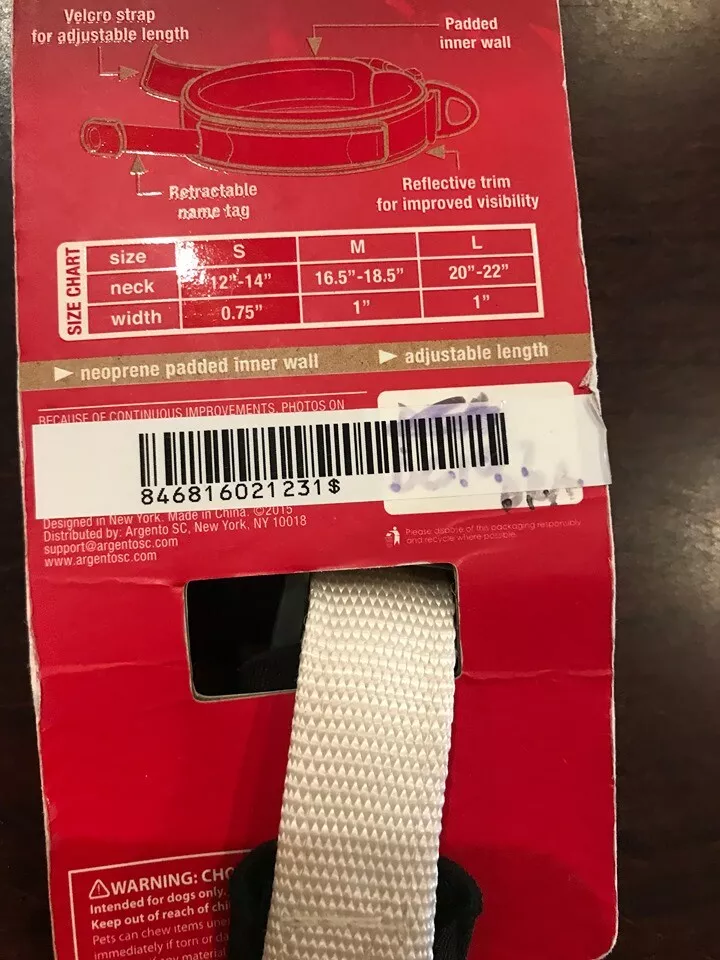 Velcro strap
for adjustable length
Padded
inner wall
Retractable
name tag
Reflective trim
for improved visibility
SIZE CHART
size S M L
neck 12"-14" 16.5"-18.5" 20"-22"
width 0.75" 1" 1"
neoprene padded inner wall
adjustable length
BECAUSE OF CONTINUOUS IMPROVEMENTS, PHOTOS ON
846816021231$
Designed in New York. Made in China. ©2015
Distributed by: Argento SC, New York, NY 10018
support@argentosc.com
www.argentosc.com
Please dispose of this packaging responsibly
and recycle where possible.
WARNING:
Intended for dogs only.
Keep out of reach of
Pets can chew items
immediately if torn or
any material